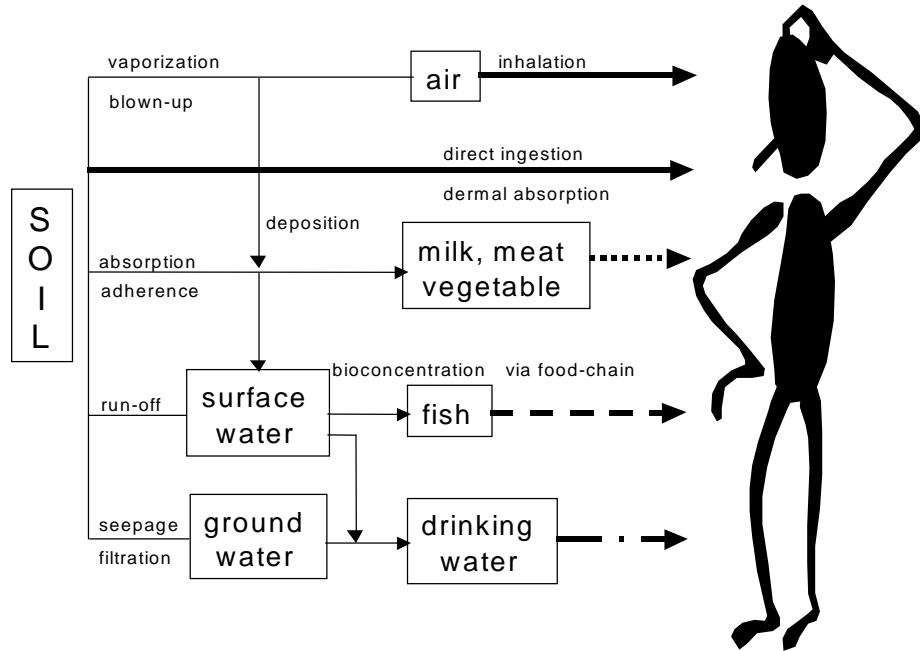 vaporization
blown-up
air
inhalation
direct ingestion
dermal absorption
S
O
I
L
deposition
absorption
adherence
milk, meat
vegetable
bioconcentration via food-chain
run-off
surface
water
fish
seepage
filtration
ground
water
drinking
water